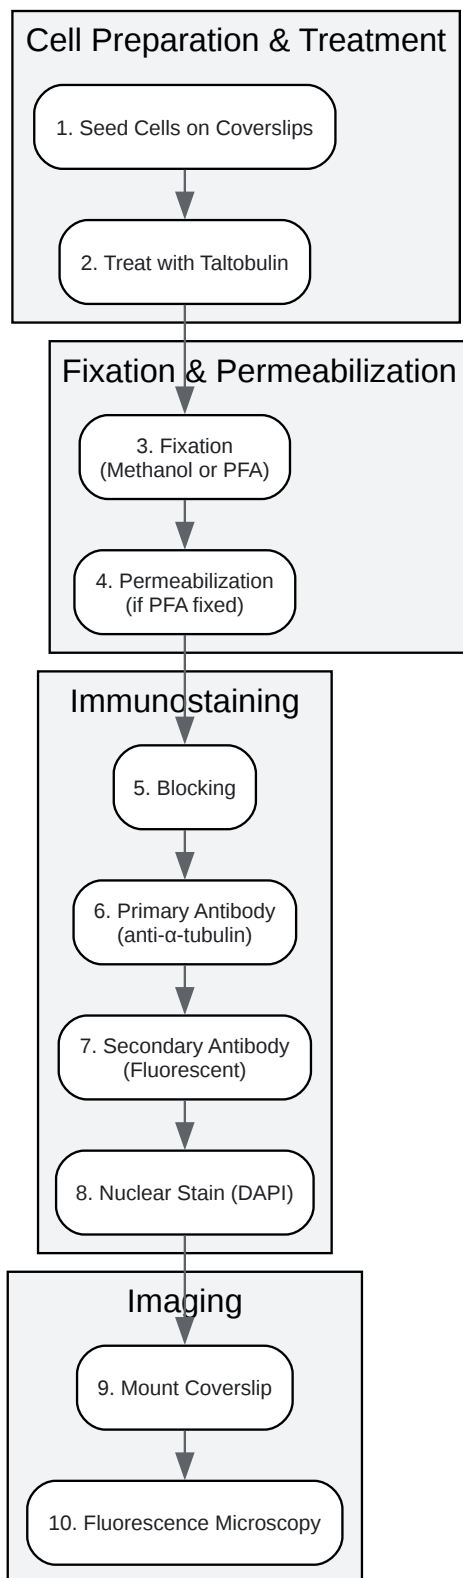 Cell Preparation & Treatment
1. Seed Cells on Coverslips
2. Treat with Taltobulin
Fixation & Permeabilization
3. Fixation
(Methanol or PFA)
4. Permeabilization
(if PFA fixed)
Immunostaining
5. Blocking
6. Primary Antibody
(anti-α-tubulin)
7. Secondary Antibody
(Fluorescent)
8. Nuclear Stain (DAPI)
Imaging
9. Mount Coverslip
10. Fluorescence Microscopy